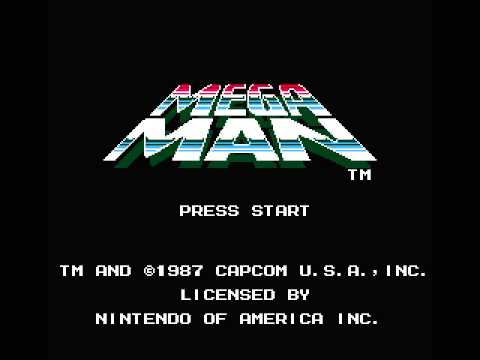 MEGA
MAN
TM
PRESS START
TM AND ©1987 CAPCOM U.S.A.,INC.
LICENSED BY
NINTENDO OF AMERICA INC.